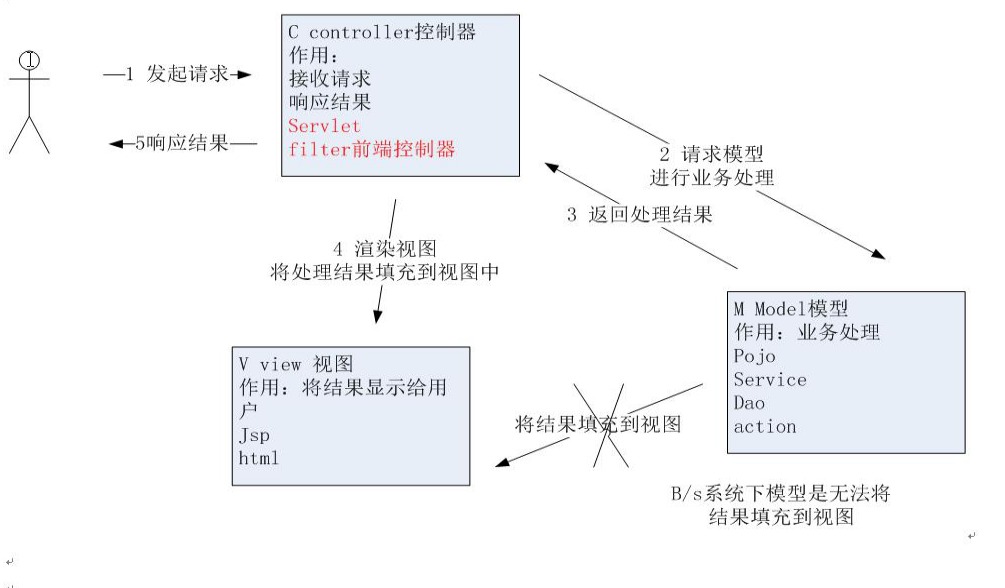 C controller控制器
作用：
接收请求
响应结果
Servlet
filter前端控制器
1 发起请求
5响应结果
2 请求模型
进行业务处理
3 返回处理结果
4 渲染视图
将处理结果填充到视图中
M Model模型
作用：业务处理
Pojo
Service
Dao
action
V view 视图
作用：将结果显示给用
户
Jsp
html
将结果填充到视图
B/s系统下模型是无法将
结果填充到视图